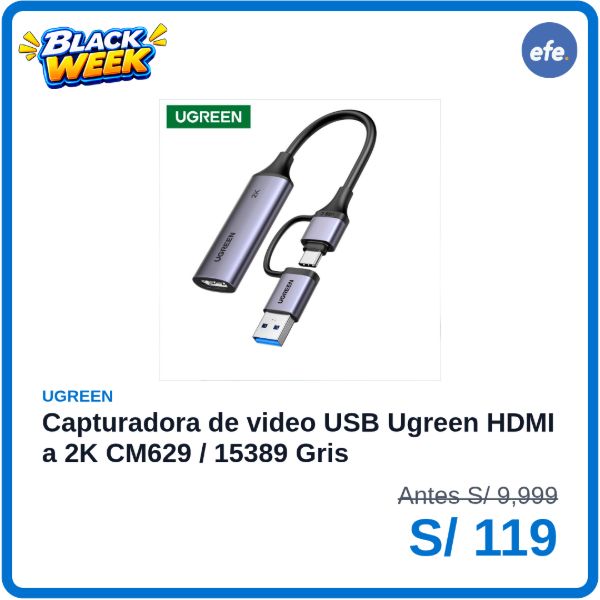 BLACK
WEEK
efe.
UGREEN
2K
UGREEN
UGREEN
UGREEN
Capturadora de video USB Ugreen HDMI
a 2K CM629 / 15389 Gris
Antes S/ 9,999
S/ 119